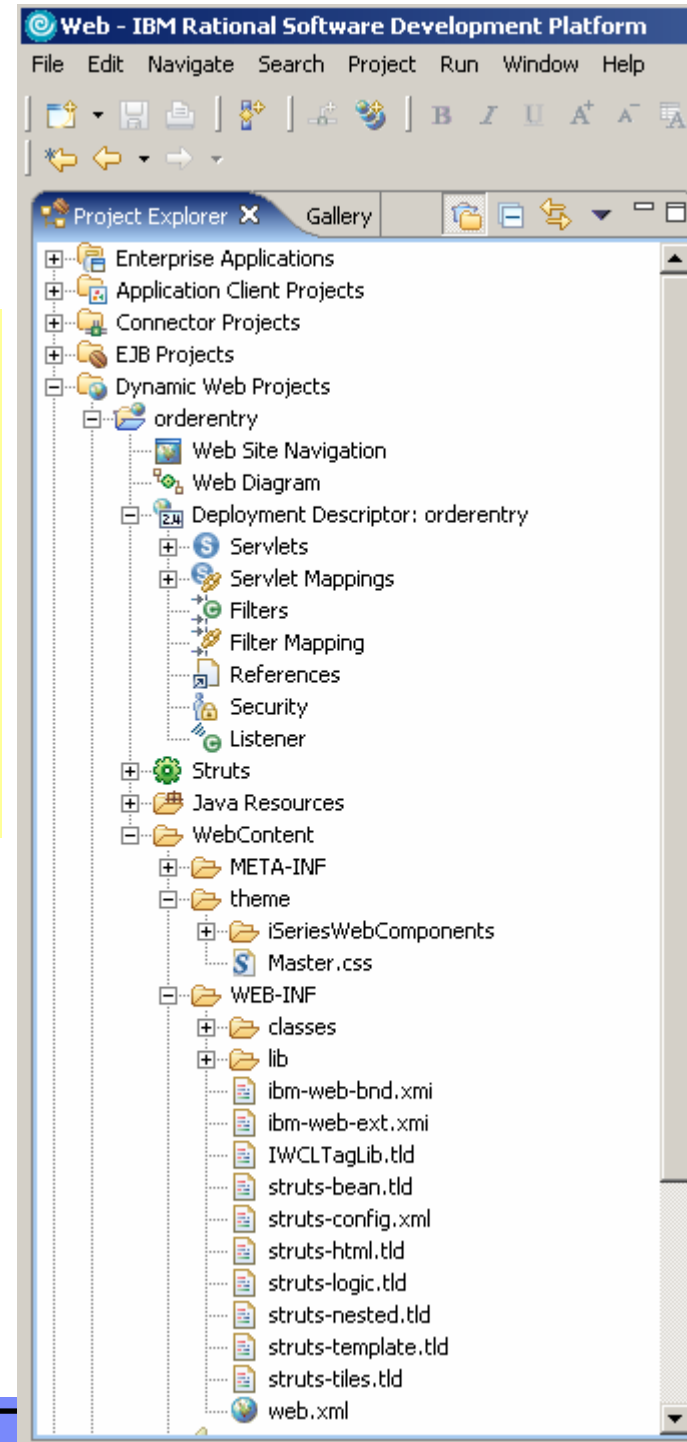 Web - IBM Rational Software Development Platform
File Edit Navigate Search Project Run Window Help
B I U A+ A- A
Project Explorer Gallery
Enterprise Applications
Application Client Projects
Connector Projects
EJB Projects
Dynamic Web Projects
orderentry
Web Site Navigation
Web Diagram
2.4 Deployment Descriptor: orderentry
S Servlets
S Servlet Mappings
Filters
Filter Mapping
References
Security
Listener
Struts
Java Resources
WebContent
META-INF
theme
iSeriesWebComponents
S Master.css
WEB-INF
classes
lib
ibm-web-bnd.xmi
ibm-web-ext.xmi
IWCLTagLib.tld
struts-bean.tld
struts-config.xml
struts-html.tld
struts-logic.tld
struts-nested.tld
struts-template.tld
struts-tiles.tld
web.xml